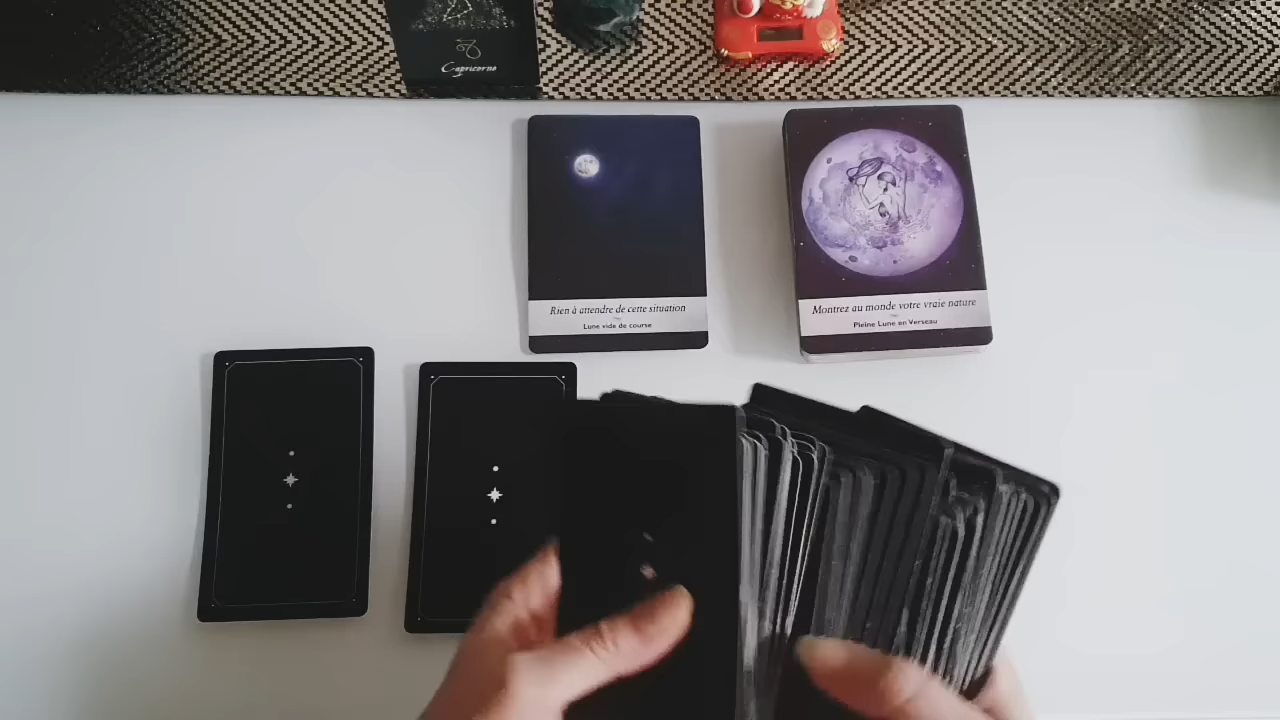 Capricorne
Rien à attendre de cette situation
Lune vide de course
Montrez au monde votre vraie nature
Pleine Lune en Verseau